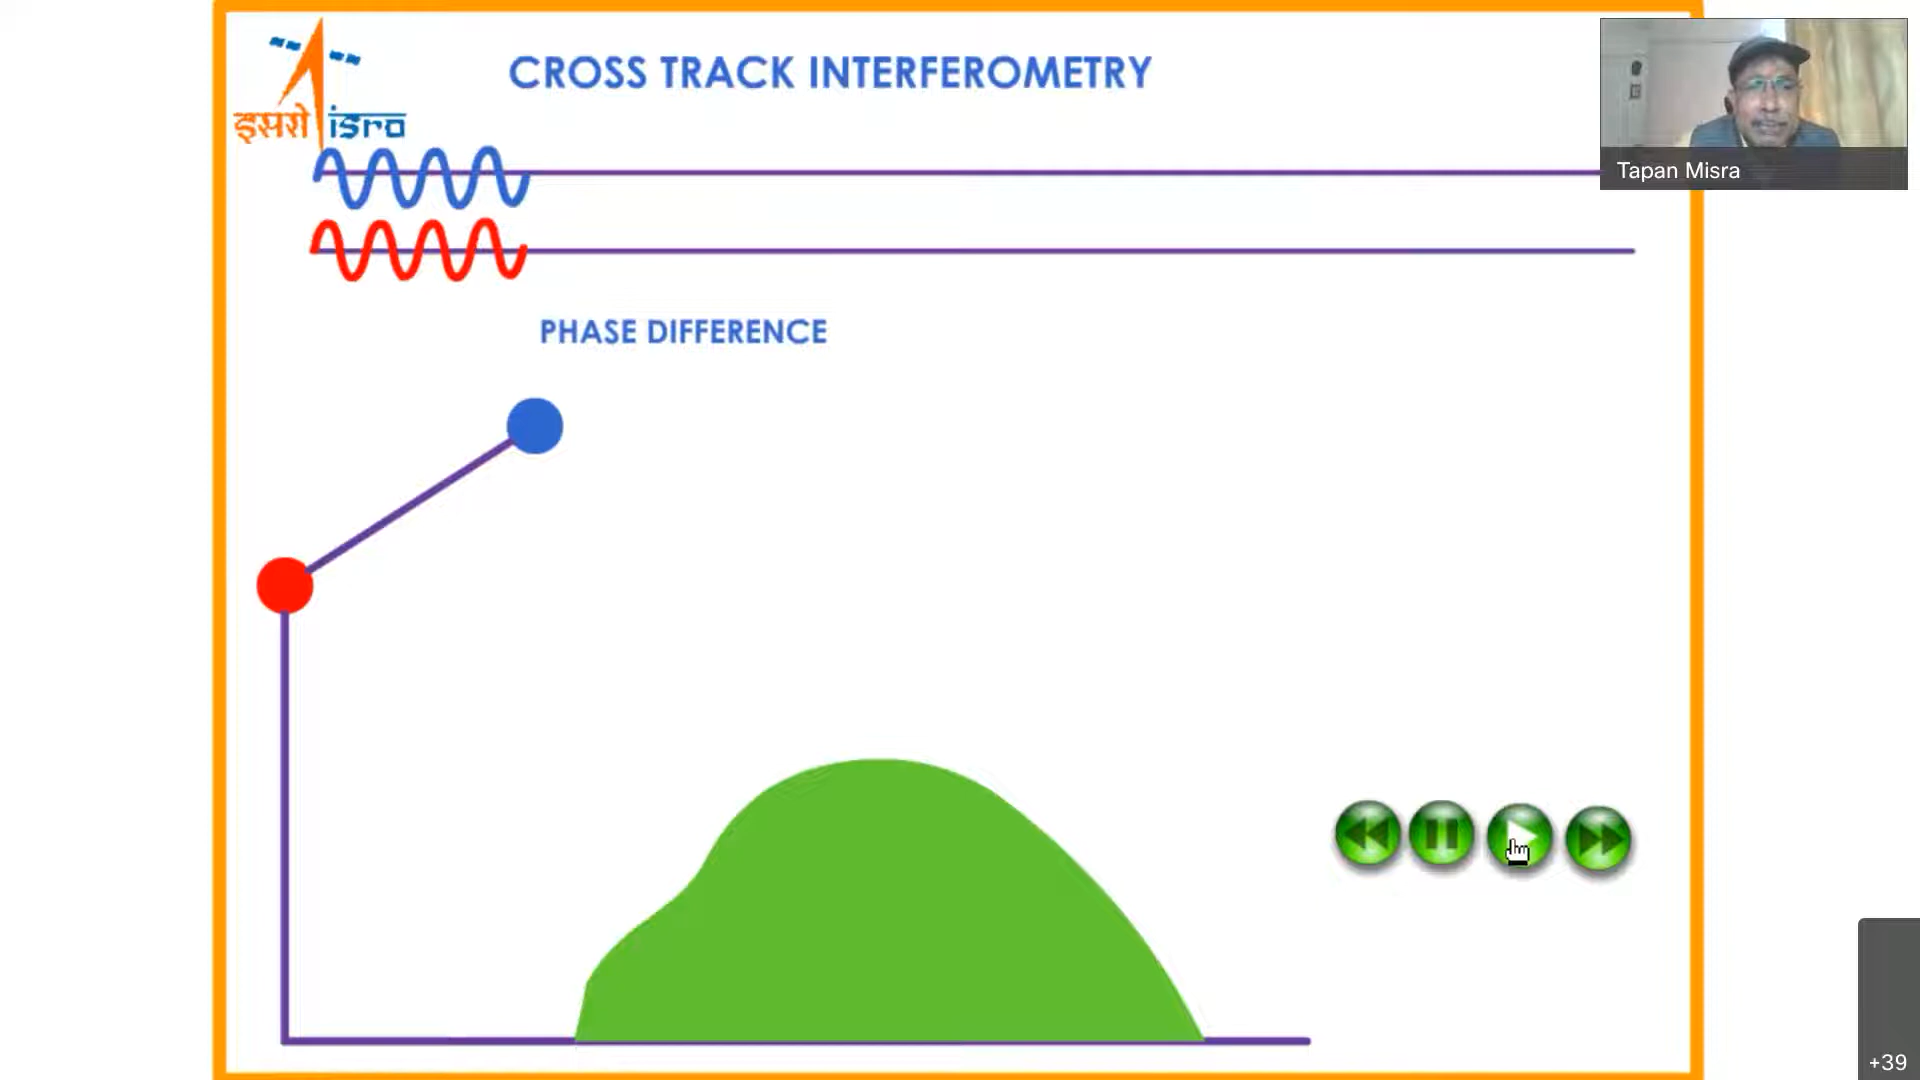 CROSS TRACK INTERFEROMETRY
इसरो isro
Tapan Misra
PHASE DIFFERENCE
+39